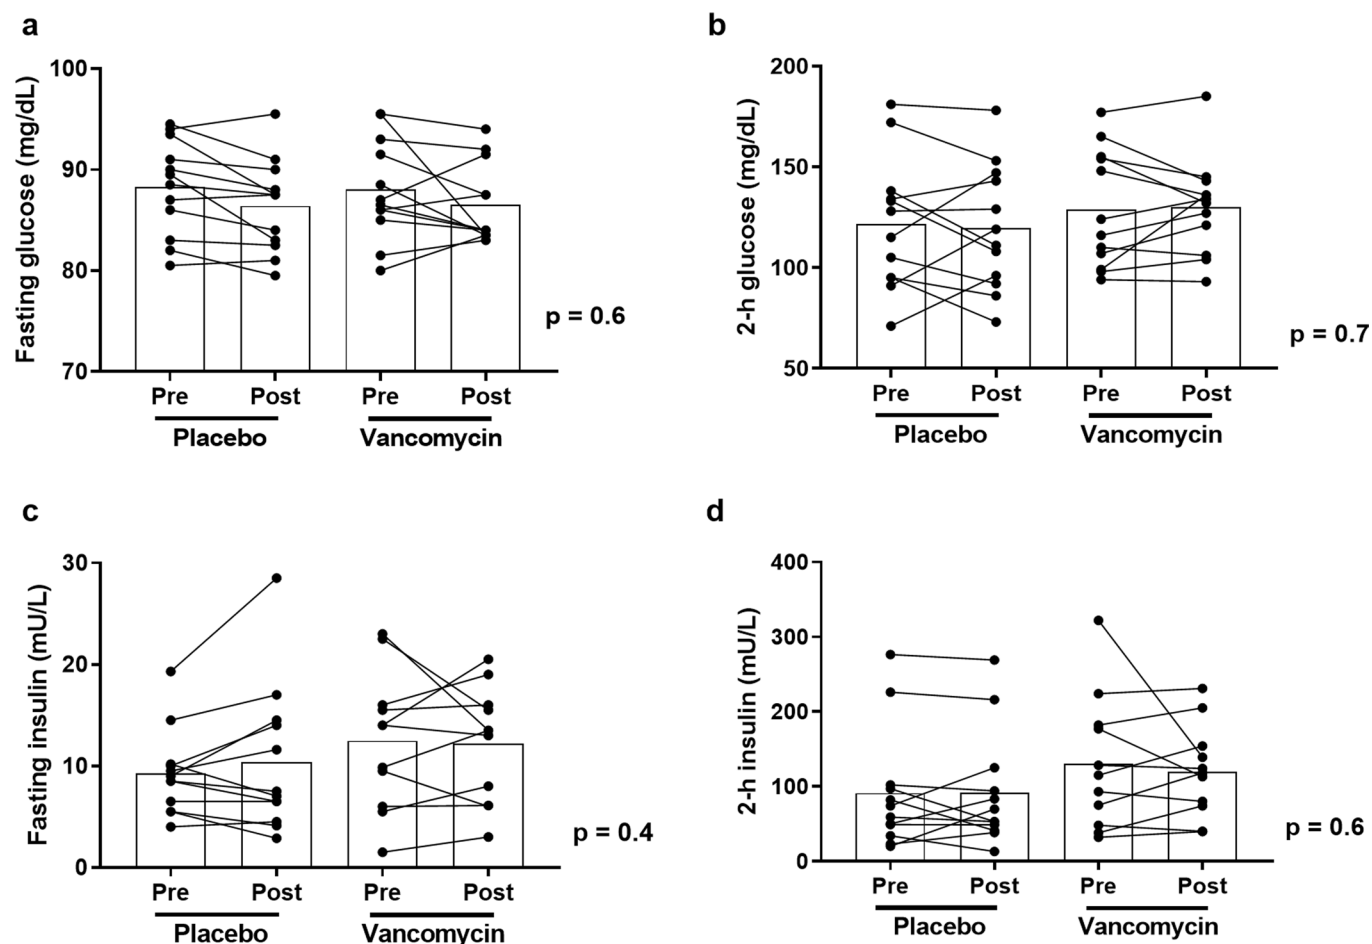 a
Fasting glucose (mg/dL)
100
90
80
70
Pre Post Pre Post
Placebo Vancomycin
p = 0.6
b
2-h glucose (mg/dL)
200
150
100
50
Pre Post Pre Post
Placebo Vancomycin
p = 0.7
c
Fasting insulin (mU/L)
30
20
10
0
Pre Post Pre Post
Placebo Vancomycin
p = 0.4
d
2-h insulin (mU/L)
400
300
200
100
0
Pre Post Pre Post
Placebo Vancomycin
p = 0.6